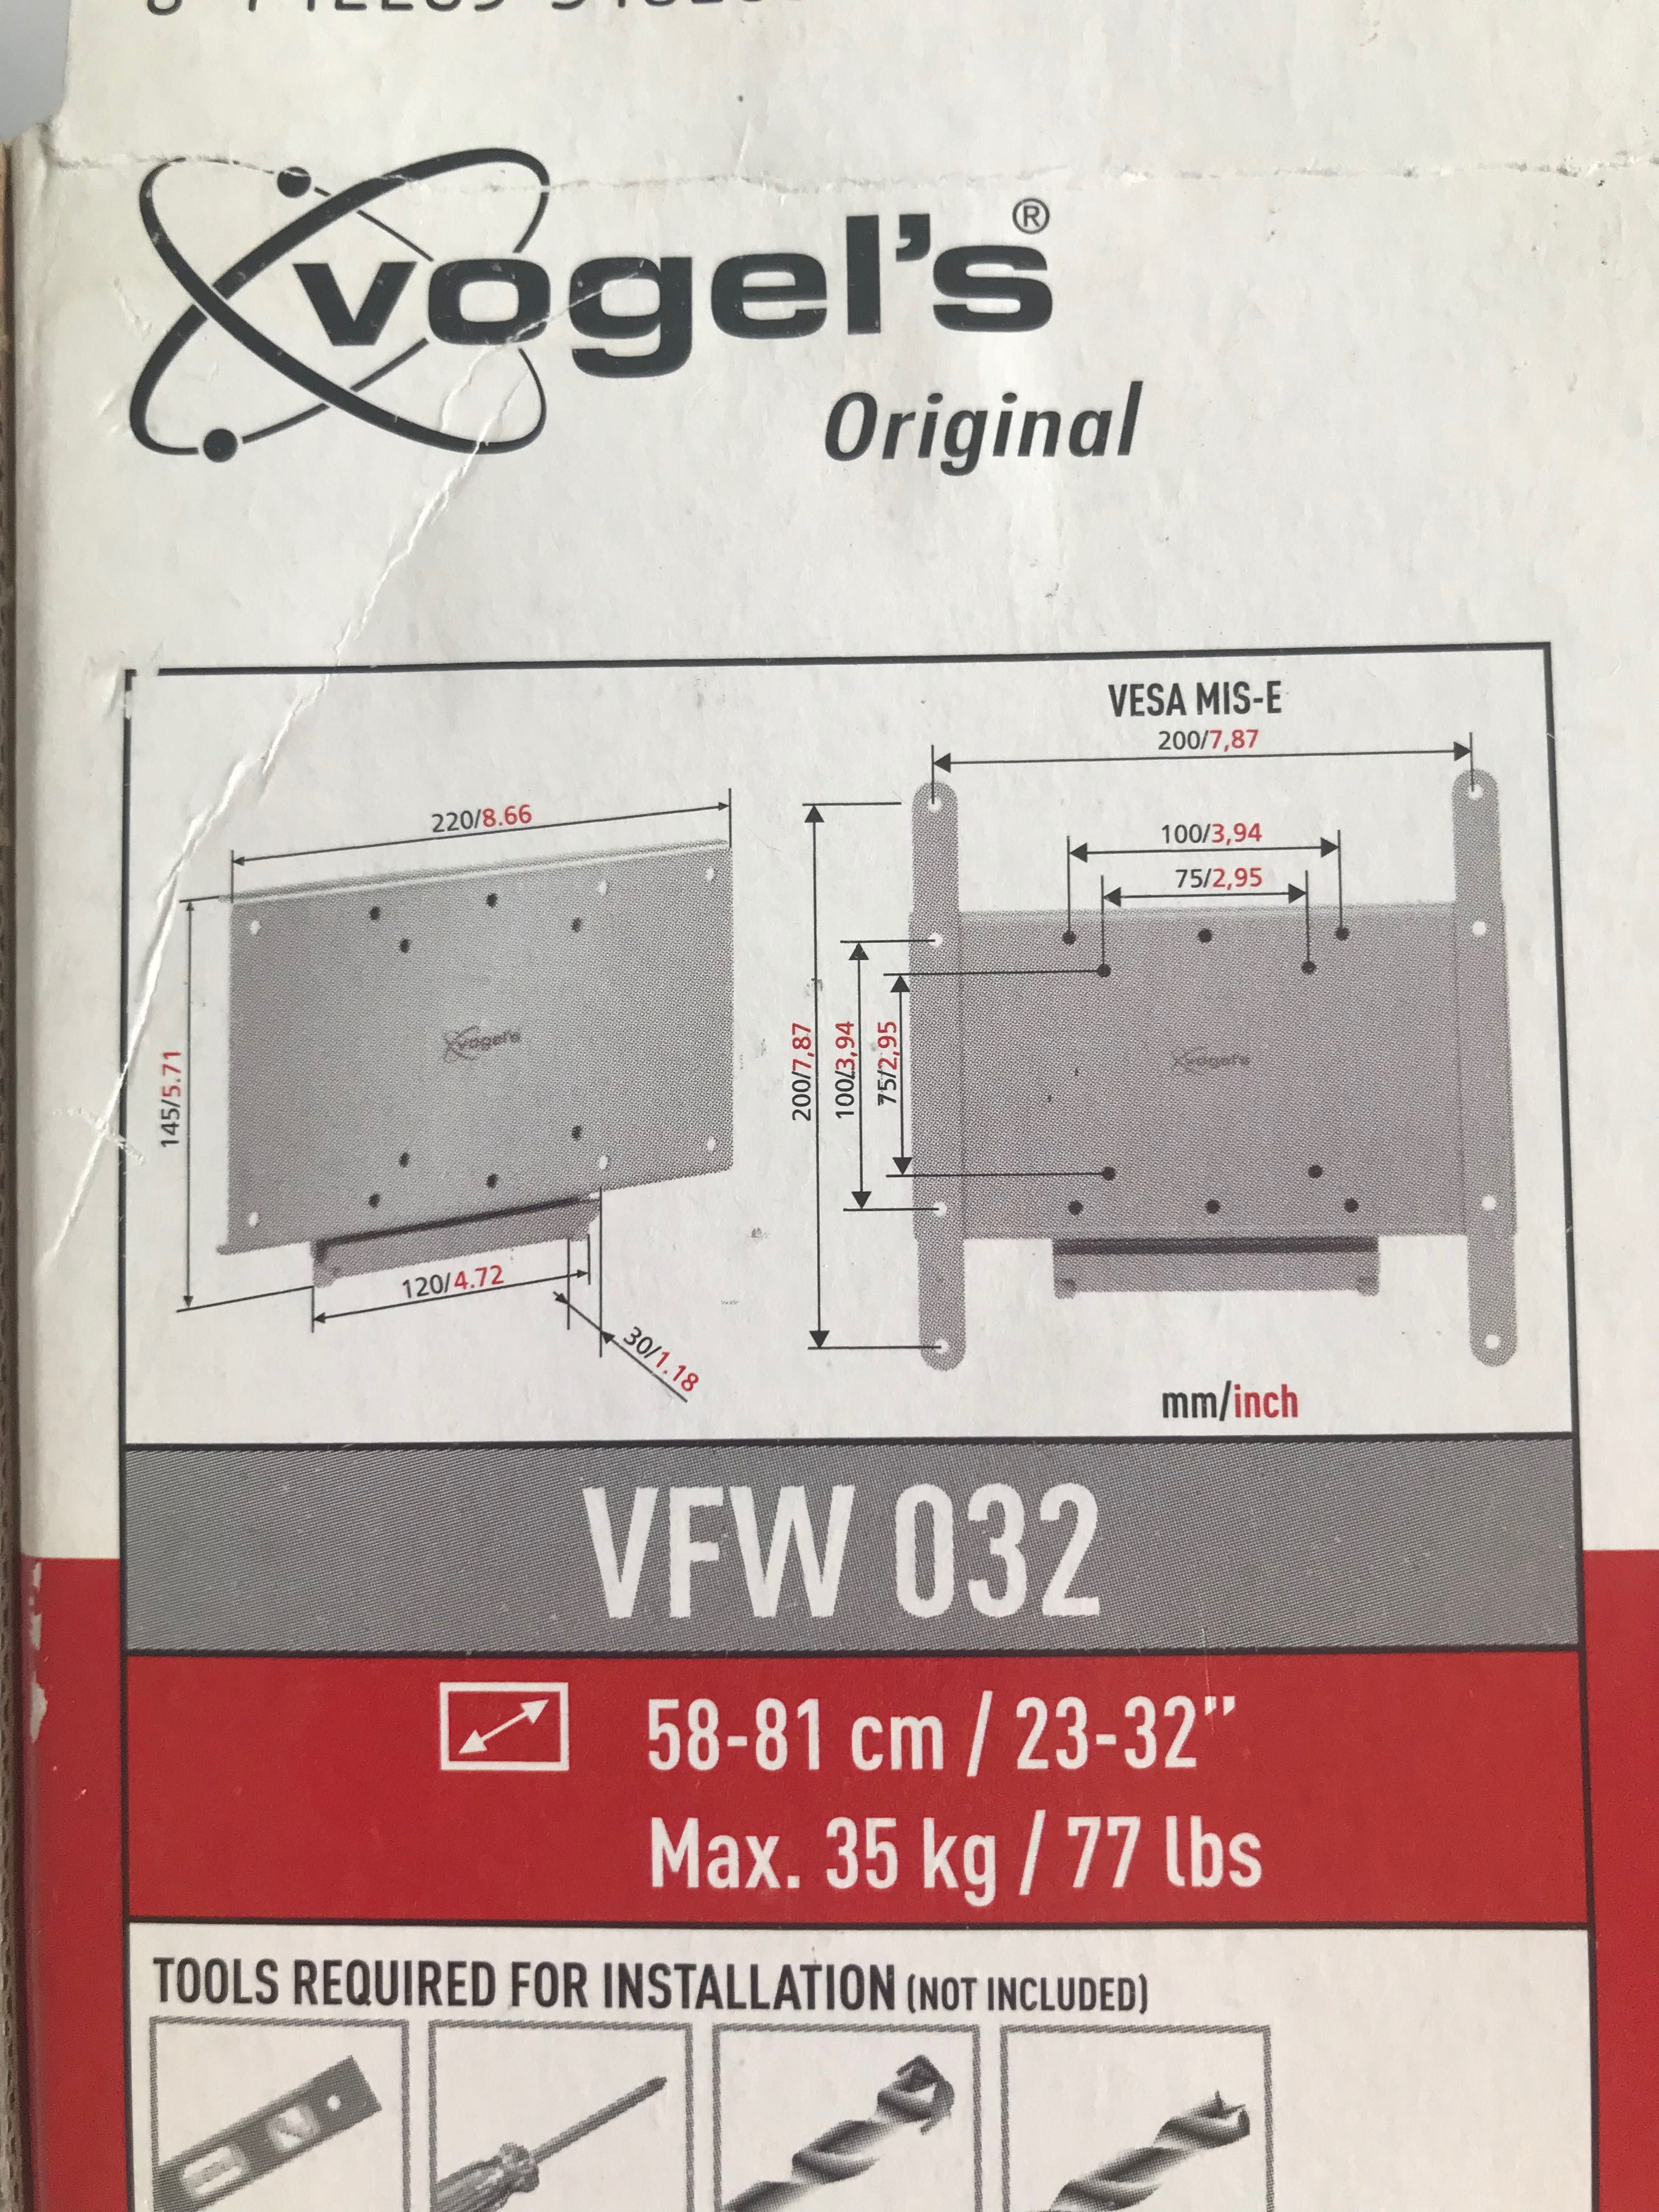 vogel's®
Original
VESA MIS-E
200/7,87
220/8.66
100/3,94
75/2,95
145/5.71
vogel's
200/7,87
100/3,94
75/2,95
vogel's
120/4.72
30/1.18
mm/inch
VFW 032
58-81 cm / 23-32"
Max. 35 kg / 77 lbs
TOOLS REQUIRED FOR INSTALLATION (NOT INCLUDED)